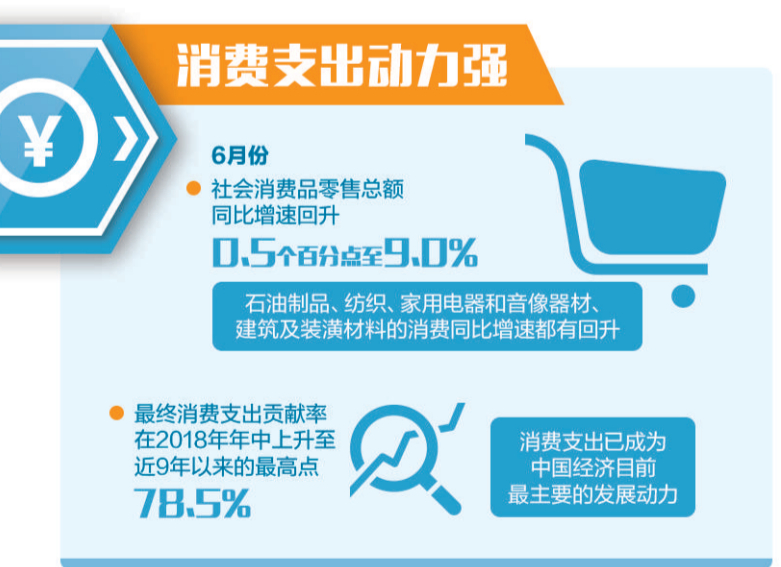 ¥
消费支出动力强
6月份
社会消费品零售总额
同比增速回升
0.5个百分点至9.0%
石油制品、纺织、家用电器和音像器材、
建筑及装潢材料的消费同比增速都有回升
最终消费支出贡献率
在2018年年中上升至
近9年以来的最高点
78.5%
消费支出已成为
中国经济目前
最主要的发展动力